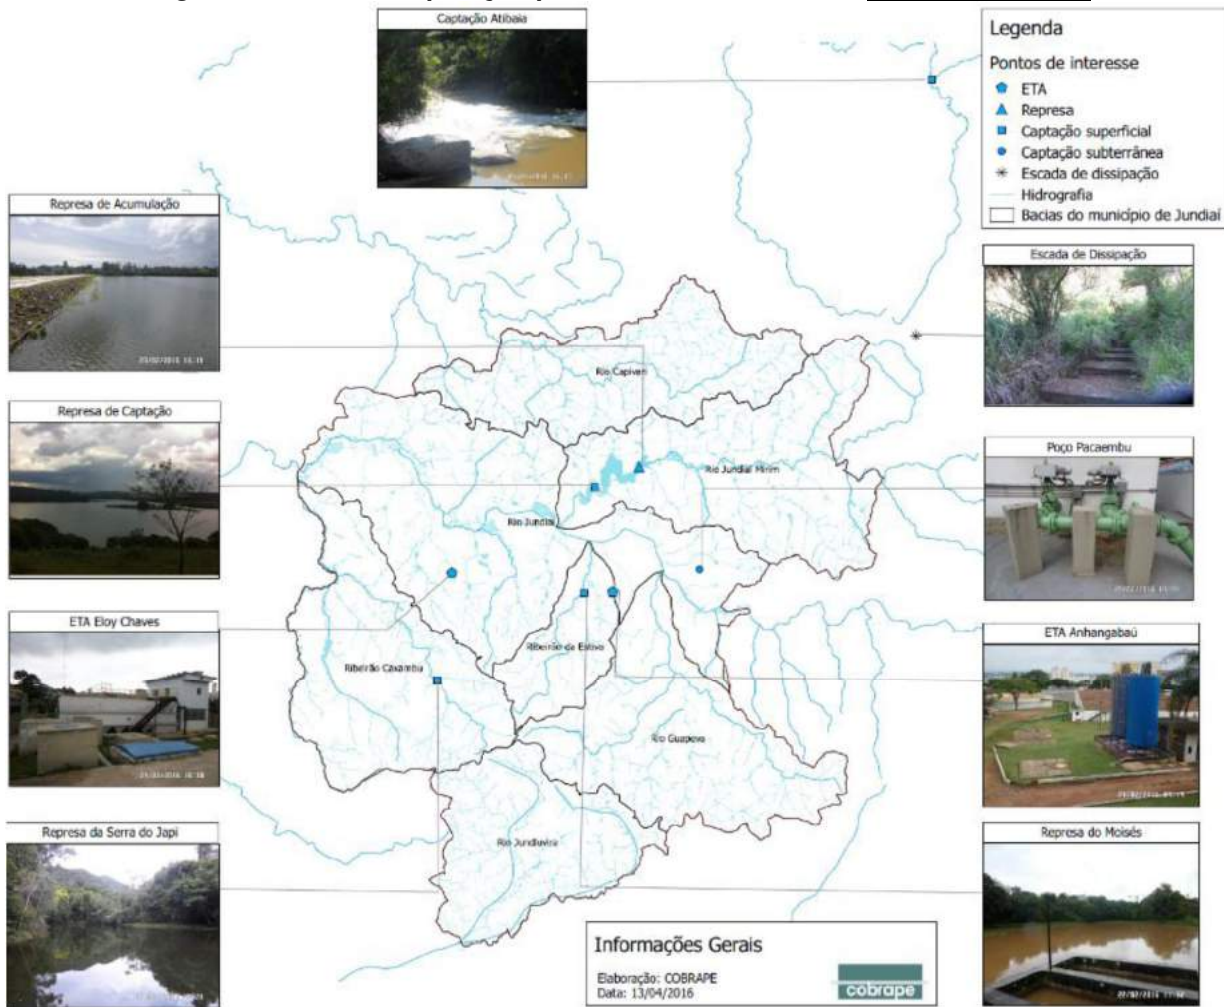 Captação Atibaia
Legenda
Pontos de interesse
ETA
Represa
Captação superficial
Captação subterrânea
Escada de dissipação
Hidrografia
Bacias do município de Jundiaí
Represa de Acumulação
Escada de Dissipação
Rio Capivari
Represa de Captação
Poço Pacaembu
Rio Jundiaí Mirim
Rio Jundiaí
ETA Eloy Chaves
ETA Anhangabaú
Ribeirão da Estiva
Ribeirão Caxambu
Rio Guapeva
Represa da Serra do Japi
Represa do Moisés
Rio Jundiuvira
Informações Gerais
Elaboração: COBRAPE
Data: 13/04/2016
cobrape